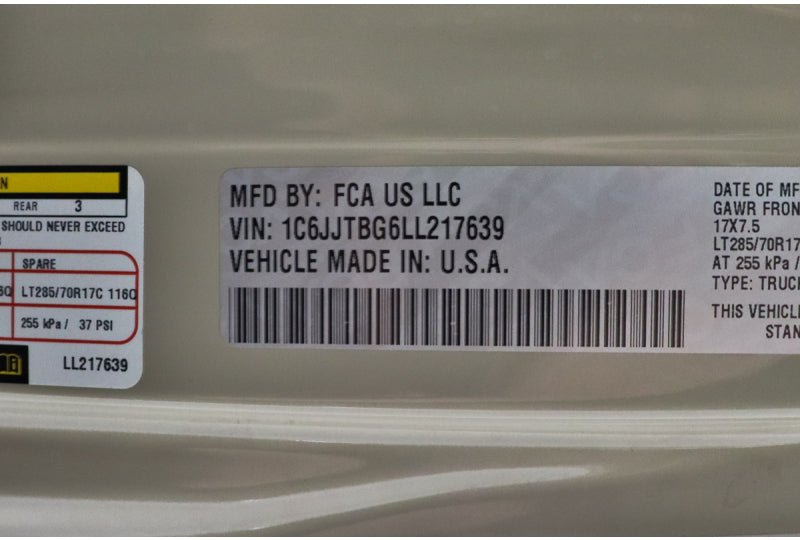 N
REAR 3
SHOULD NEVER EXCEED
SPARE
LT285/70R17C 116Q
255 kPa / 37 PSI
LL217639
MFD BY: FCA US LLC
VIN: 1C6JJTBG6LL217639
VEHICLE MADE IN: U.S.A.
DATE OF MF
GAWR FRON
17X7.5
LT285/70R17
AT 255 kPa /
TYPE: TRUCK
THIS VEHICLE
STAN